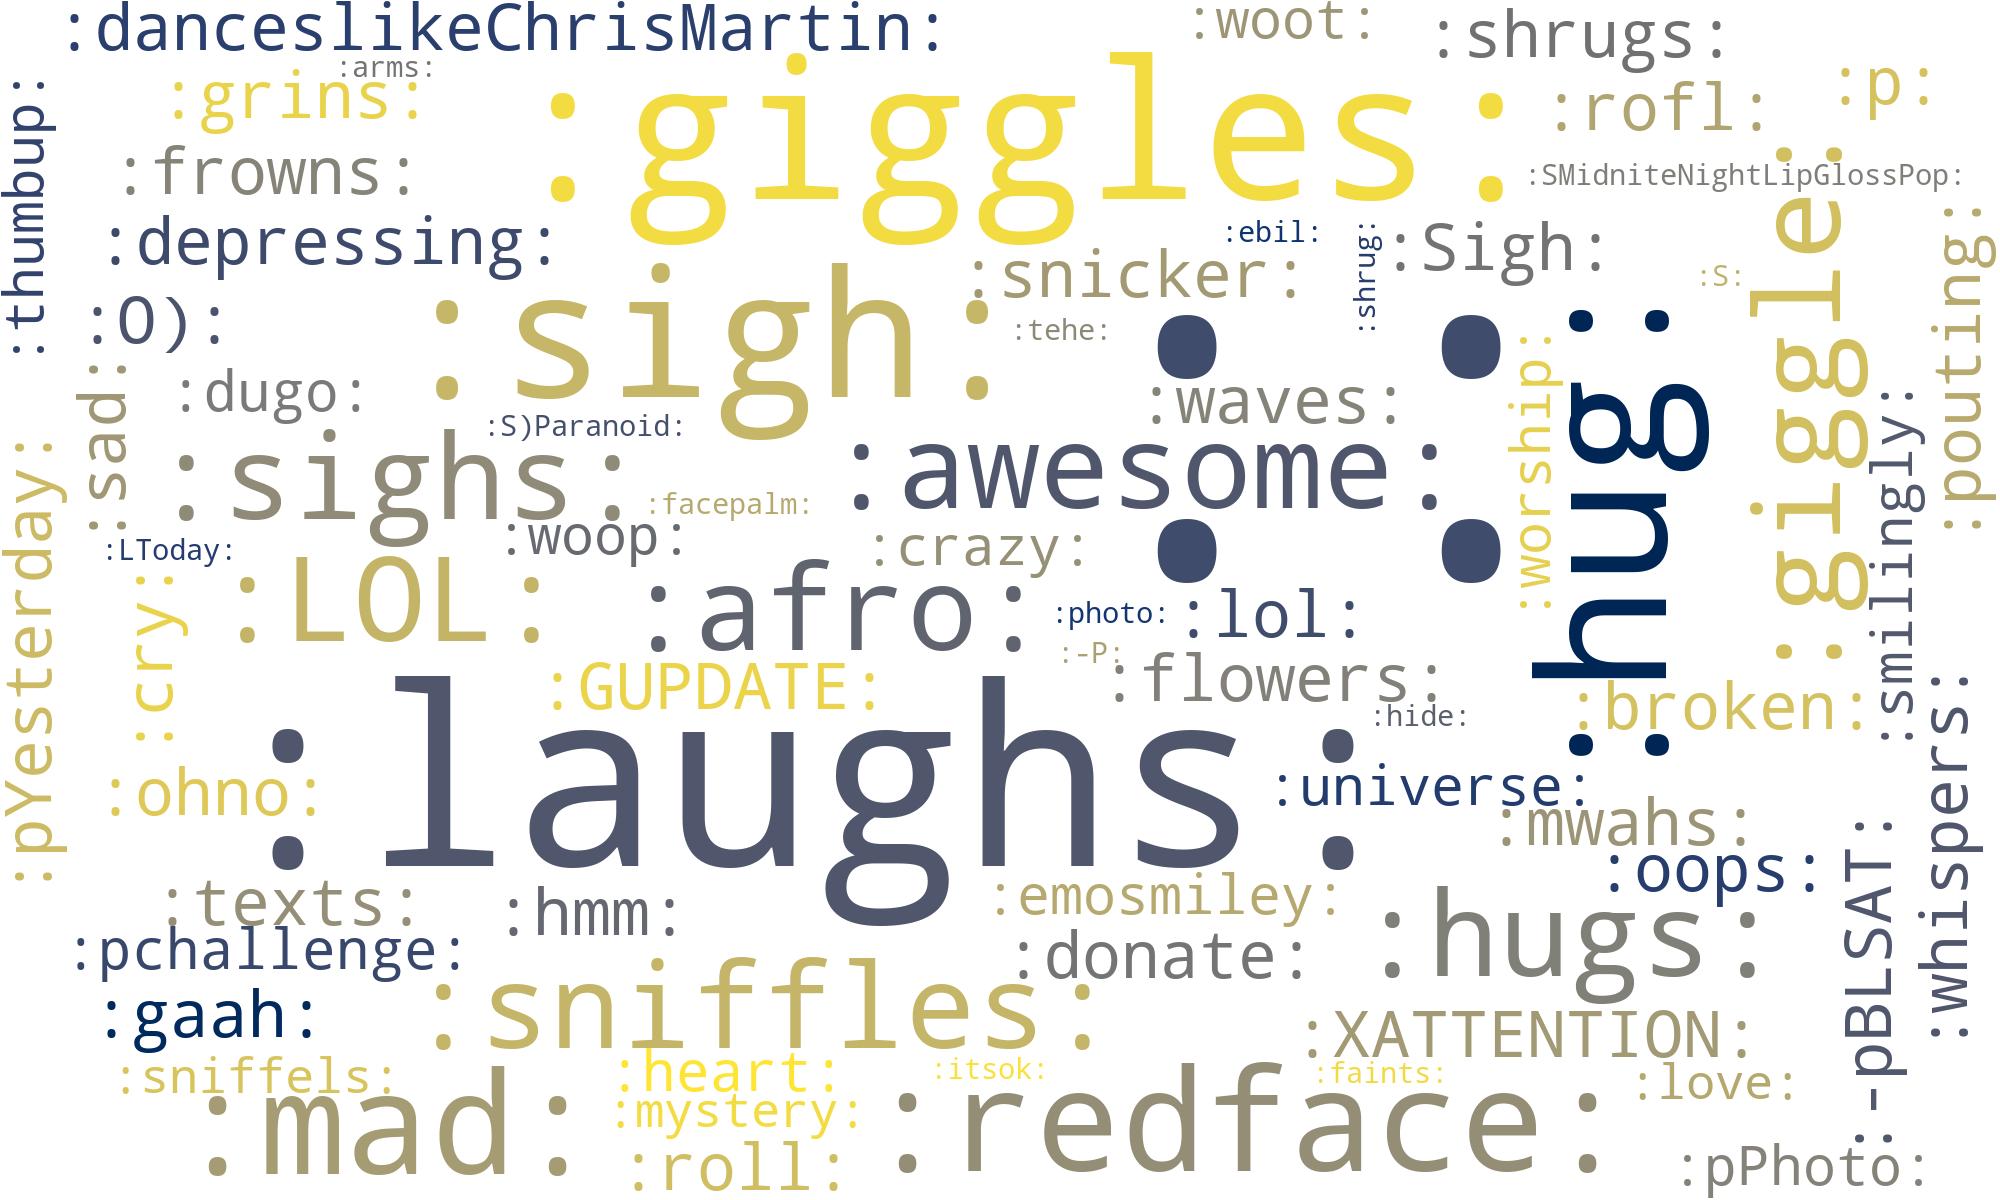 :danceslikeChrisMartin:
:woot:
:shrugs:
:arms:
:grins:
:giggles:
:rofl:
:p:
:thumbup:
:frowns:
:SMidniteNightLipGlossPop:
:depressing:
:ebil:
:shrug:
:Sigh:
:giggle:
:pouting:
:snicker:
:S:
:O):
:sigh:
:tehe:
: :
:hug:
:sad:
:dugo:
:waves:
:worship:
:smilingly:
:S)Paranoid:
:sighs:
:awesome:
:pYesterday:
:facepalm:
:woop:
:crazy:
:LToday:
:cry:
:LOL:
:afro:
:photo:
:lol:
:-P:
:GUPDATE:
:flowers:
:broken:
:hide:
:laughs:
:ohno:
:universe:
:whispers:
:mwahs:
:oops:
:texts:
:hmm:
:emosmiley:
:hugs:
:-pBLSAT:
:pchallenge:
:donate:
:gaah:
:sniffles:
:XATTENTION:
:sniffels:
:heart:
:itsok:
:faints:
:love:
:mad:
:mystery:
:redface:
:roll:
:pPhoto: